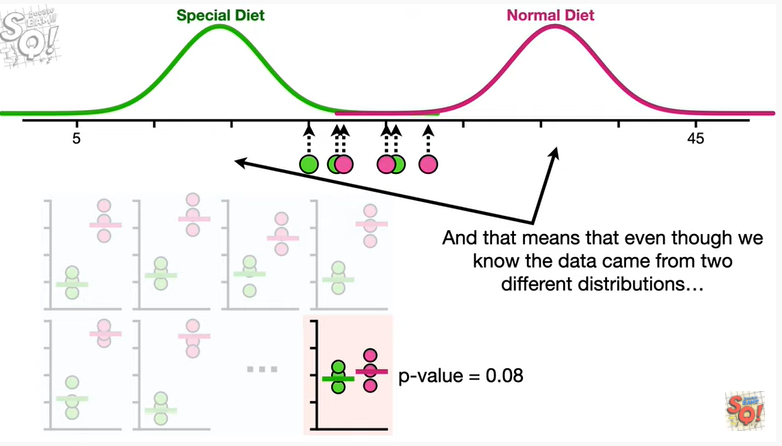 Special Diet
Normal Diet
5
45
And that means that even though we
know the data came from two
different distributions…
p-value = 0.08
SQ!